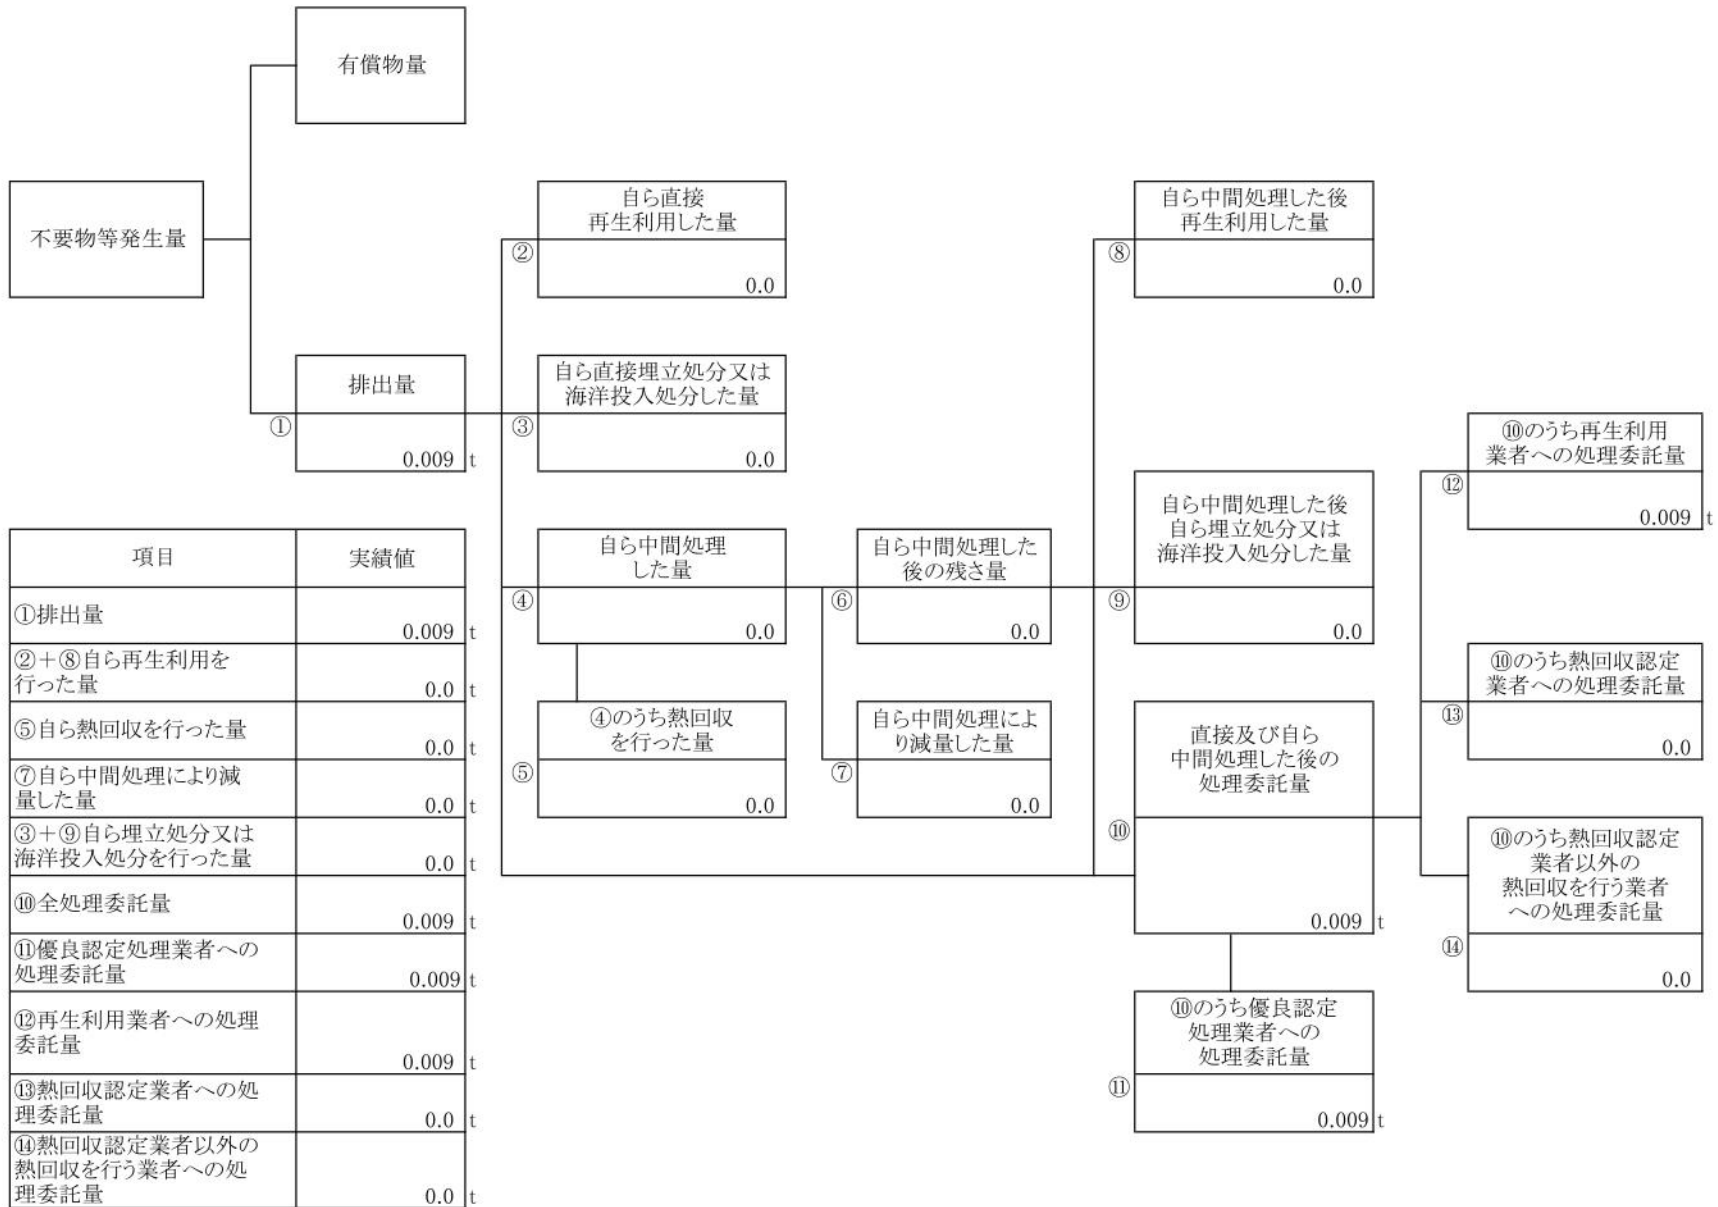 有償物量
不要物等発生量
自ら直接
再生利用した量
②
0.0
自ら中間処理した後
再生利用した量
⑧
0.0
排出量
①
0.009 t
自ら直接埋立処分又は
海洋投入処分した量
③
0.0
⑩のうち再生利用
業者への処理委託量
⑫
0.009 t
自ら中間処理
した量
④
0.0
自ら中間処理した
後の残さ量
⑥
0.0
自ら中間処理した後
自ら埋立処分又は
海洋投入処分した量
⑨
0.0
⑩のうち熱回収認定
業者への処理委託量
⑬
0.0
④のうち熱回収
を行った量
⑤
0.0
自ら中間処理によ
り減量した量
⑦
0.0
直接及び自ら
中間処理した後の
処理委託量
⑩
0.009 t
⑩のうち熱回収認定
業者以外の
熱回収を行う業者
への処理委託量
⑭
0.0
⑩のうち優良認定
処理業者への
処理委託量
⑪
0.009 t
項目 実績値
①排出量
0.009 t
②+⑧自ら再生利用を
行った量
0.0 t
⑤自ら熱回収を行った量
0.0 t
⑦自ら中間処理により減
量した量
0.0 t
③+⑨自ら埋立処分又は
海洋投入処分を行った量
0.0 t
⑩全処理委託量
0.009 t
⑪優良認定処理業者への
処理委託量
0.009 t
⑫再生利用業者への処理
委託量
0.009 t
⑬熱回収認定業者への処
理委託量
0.0 t
⑭熱回収認定業者以外の
熱回収を行う業者への処
理委託量
0.0 t